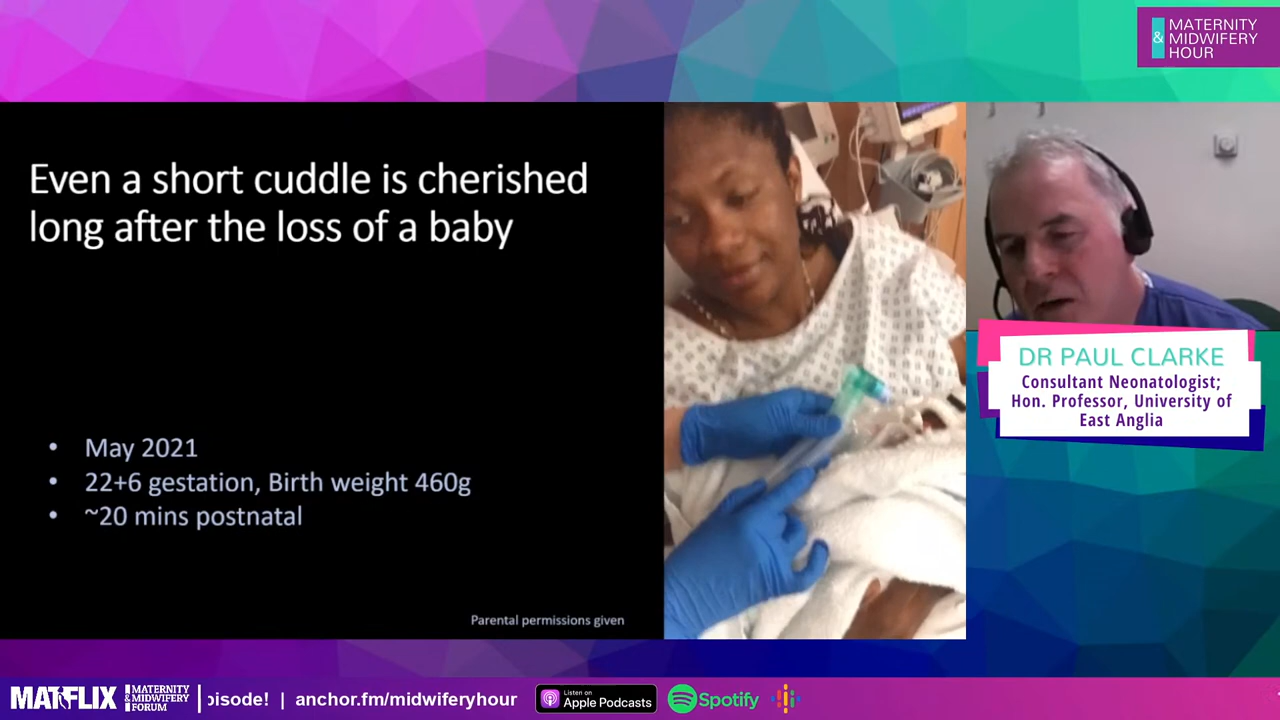 &
MATERNITY
MIDWIFERY
HOUR
Even a short cuddle is cherished
long after the loss of a baby
• May 2021
• 22+6 gestation, Birth weight 460g
• ~20 mins postnatal
Parental permissions given
DR PAUL CLARKE
Consultant Neonatologist;
Hon. Professor, University of
East Anglia
MATFLIX
MATERNITY
& MIDWIFERY
FORUM
pisode! | anchor.fm/midwiferyhour
Listen on
Apple Podcasts
Spotify